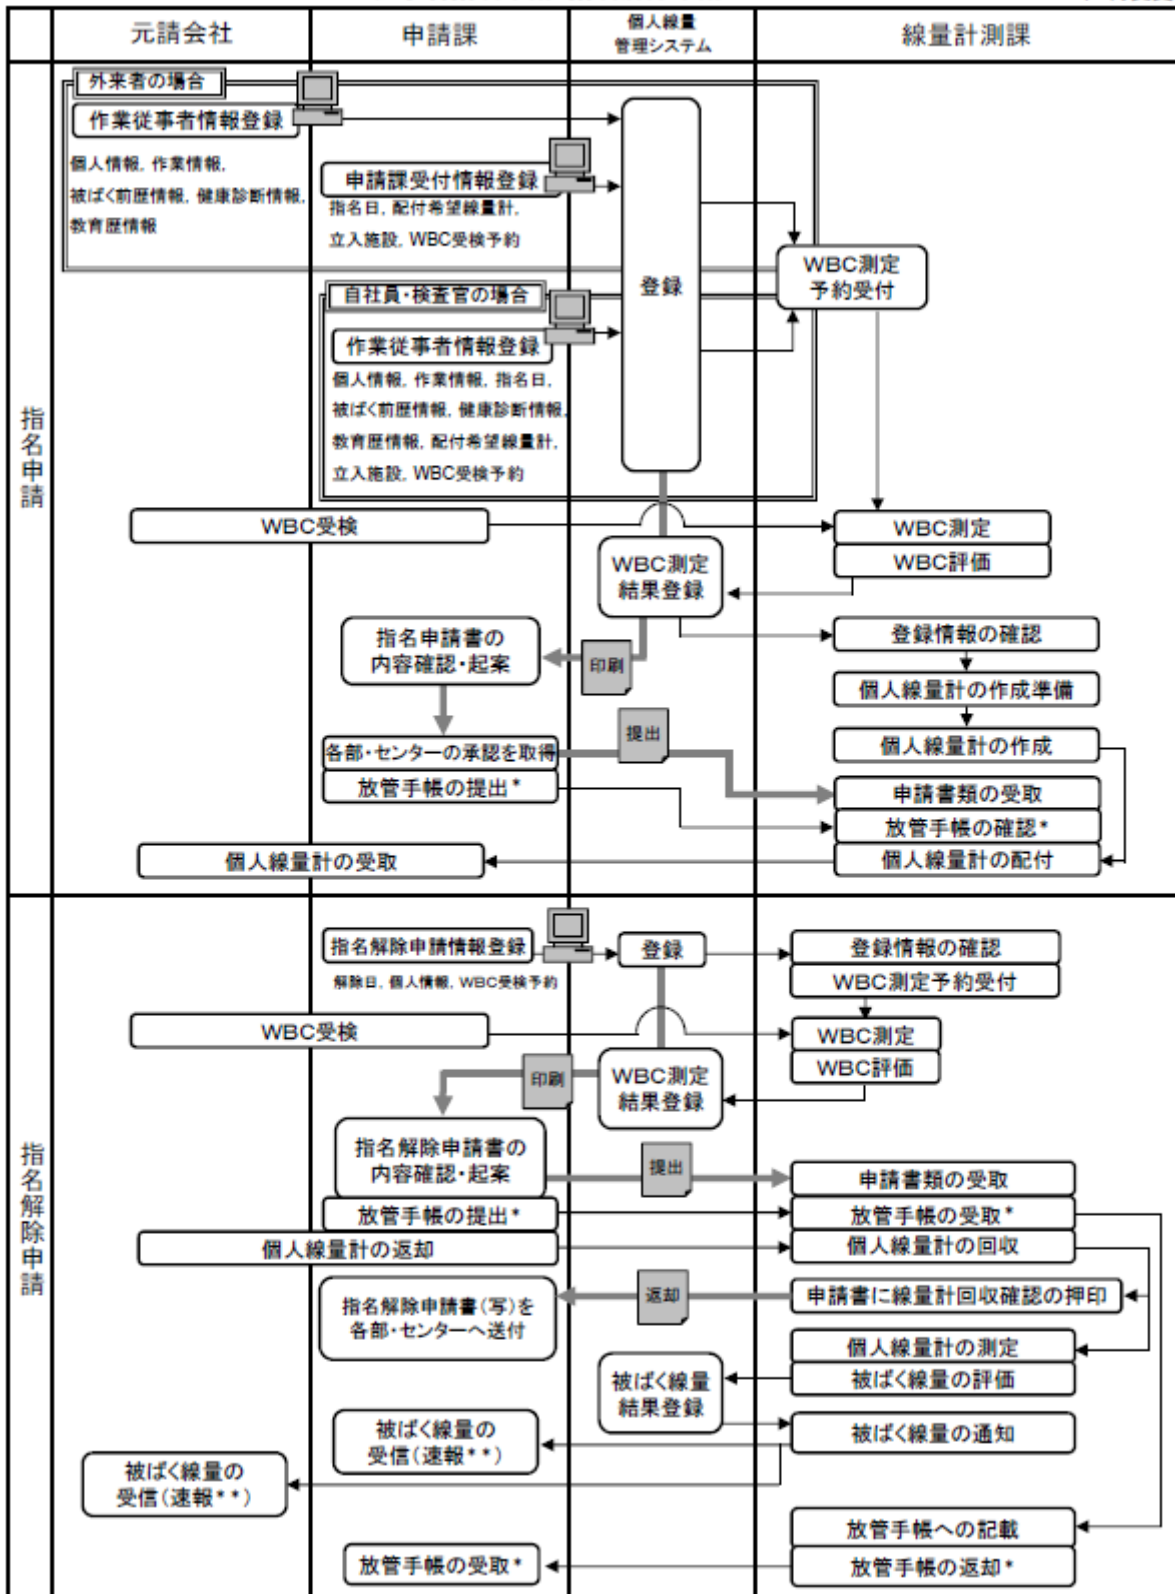 元請会社
申請課
個人線量
管理システム
線量計測課
指名申請
外来者の場合
作業従事者情報登録
個人情報，作業情報，
被ばく前歴情報，健康診断情報，
教育歴情報
申請課受付情報登録
指名日，配付希望線量計，
立入施設，WBC受検予約
登録
WBC測定
予約受付
自社員・検査官の場合
作業従事者情報登録
個人情報，作業情報，指名日，
被ばく前歴情報，健康診断情報，
教育歴情報，配付希望線量計，
立入施設，WBC受検予約
WBC受検
WBC測定
WBC評価
WBC測定
結果登録
登録情報の確認
指名申請書の
内容確認・起案
印刷
個人線量計の作成準備
提出
個人線量計の作成
各部・センターの承認を取得
放管手帳の提出*
申請書類の受取
放管手帳の確認*
個人線量計の受取
個人線量計の配付
指名解除申請
指名解除申請情報登録
解除日，個人情報，WBC受検予約
登録
登録情報の確認
WBC測定予約受付
WBC受検
WBC測定
WBC評価
印刷
WBC測定
結果登録
指名解除申請書の
内容確認・起案
提出
申請書類の受取
放管手帳の提出*
放管手帳の受取*
個人線量計の返却
個人線量計の回収
指名解除申請書（写）を
各部・センターへ送付
返却
申請書に線量計回収確認の押印
個人線量計の測定
被ばく線量の評価
被ばく線量
結果登録
被ばく線量の通知
被ばく線量の
受信（速報**）
被ばく線量の
受信（速報**）
放管手帳への記載
放管手帳の受取*
放管手帳の返却*